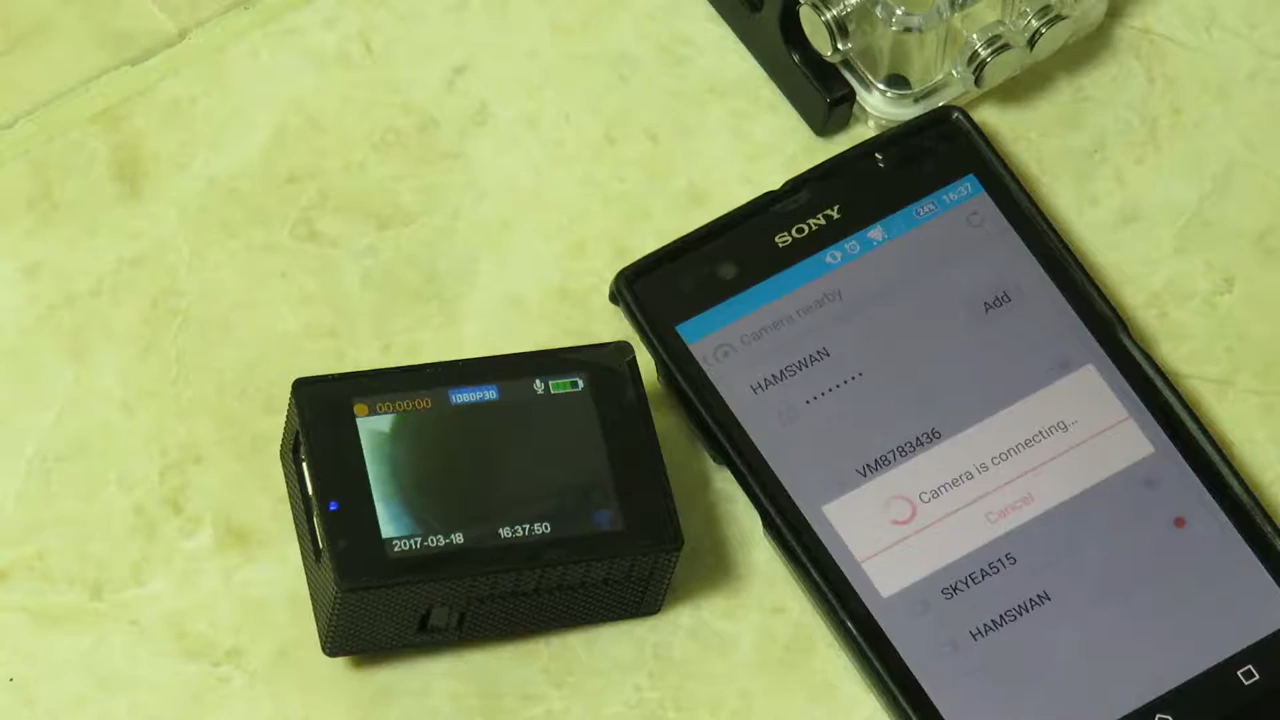 SONY
24% 16:37
Camera nearby
Add
HAMSWAN
••••••••
VM8783436
Camera is connecting...
Cancel
SKYEA515
HAMSWAN
00:00:00 1080P30
2017-03-18 16:37:50